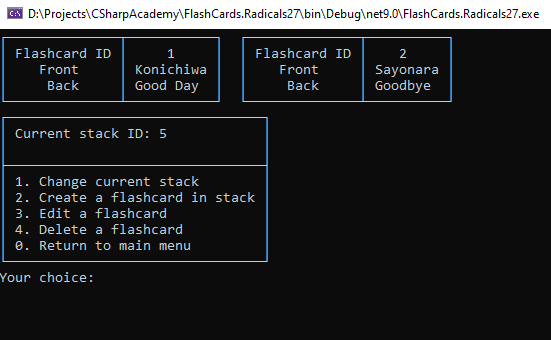 D:\Projects\CSharpAcademy\FlashCards.Radicals27\bin\Debug\net9.0\FlashCards.Radicals27.exe
Flashcard ID 1 Flashcard ID 2
Front Konichiwa Front Sayonara
Back Good Day Back Goodbye
Current stack ID: 5
1. Change current stack
2. Create a flashcard in stack
3. Edit a flashcard
4. Delete a flashcard
0. Return to main menu
Your choice: